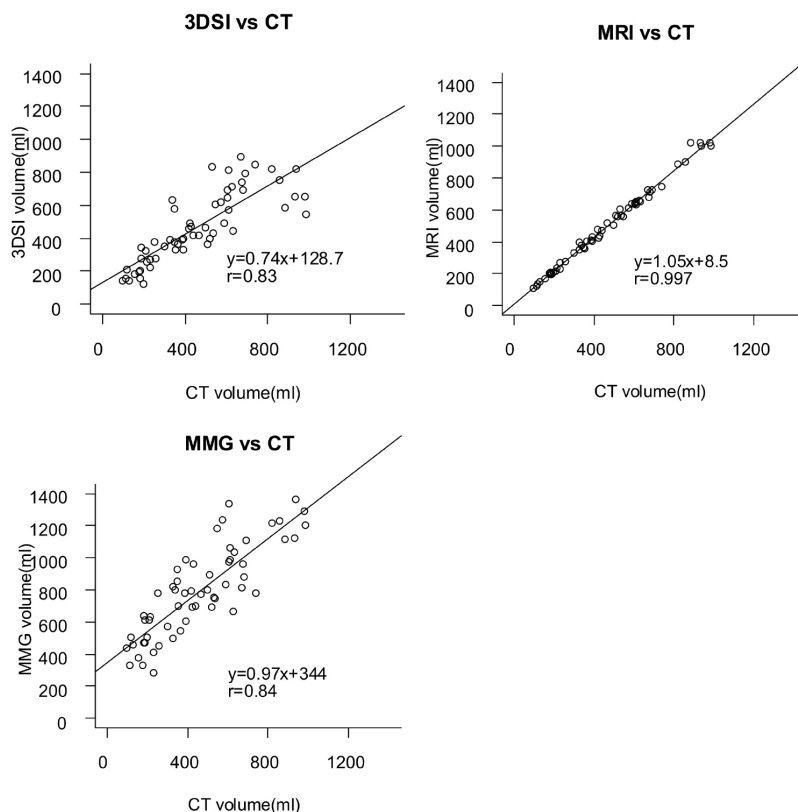 3DSI vs CT
3DSI volume(ml)
1400
1200
1000
800
600
400
200
0
y=0.74x+128.7
r=0.83
0 400 800 1200
CT volume(ml)
MRI vs CT
MRI volume(ml)
1400
1200
1000
800
600
400
200
0
y=1.05x+8.5
r=0.997
0 400 800 1200
CT volume(ml)
MMG vs CT
MMG volume(ml)
1400
1200
1000
800
600
400
200
0
y=0.97x+344
r=0.84
0 400 800 1200
CT volume(ml)